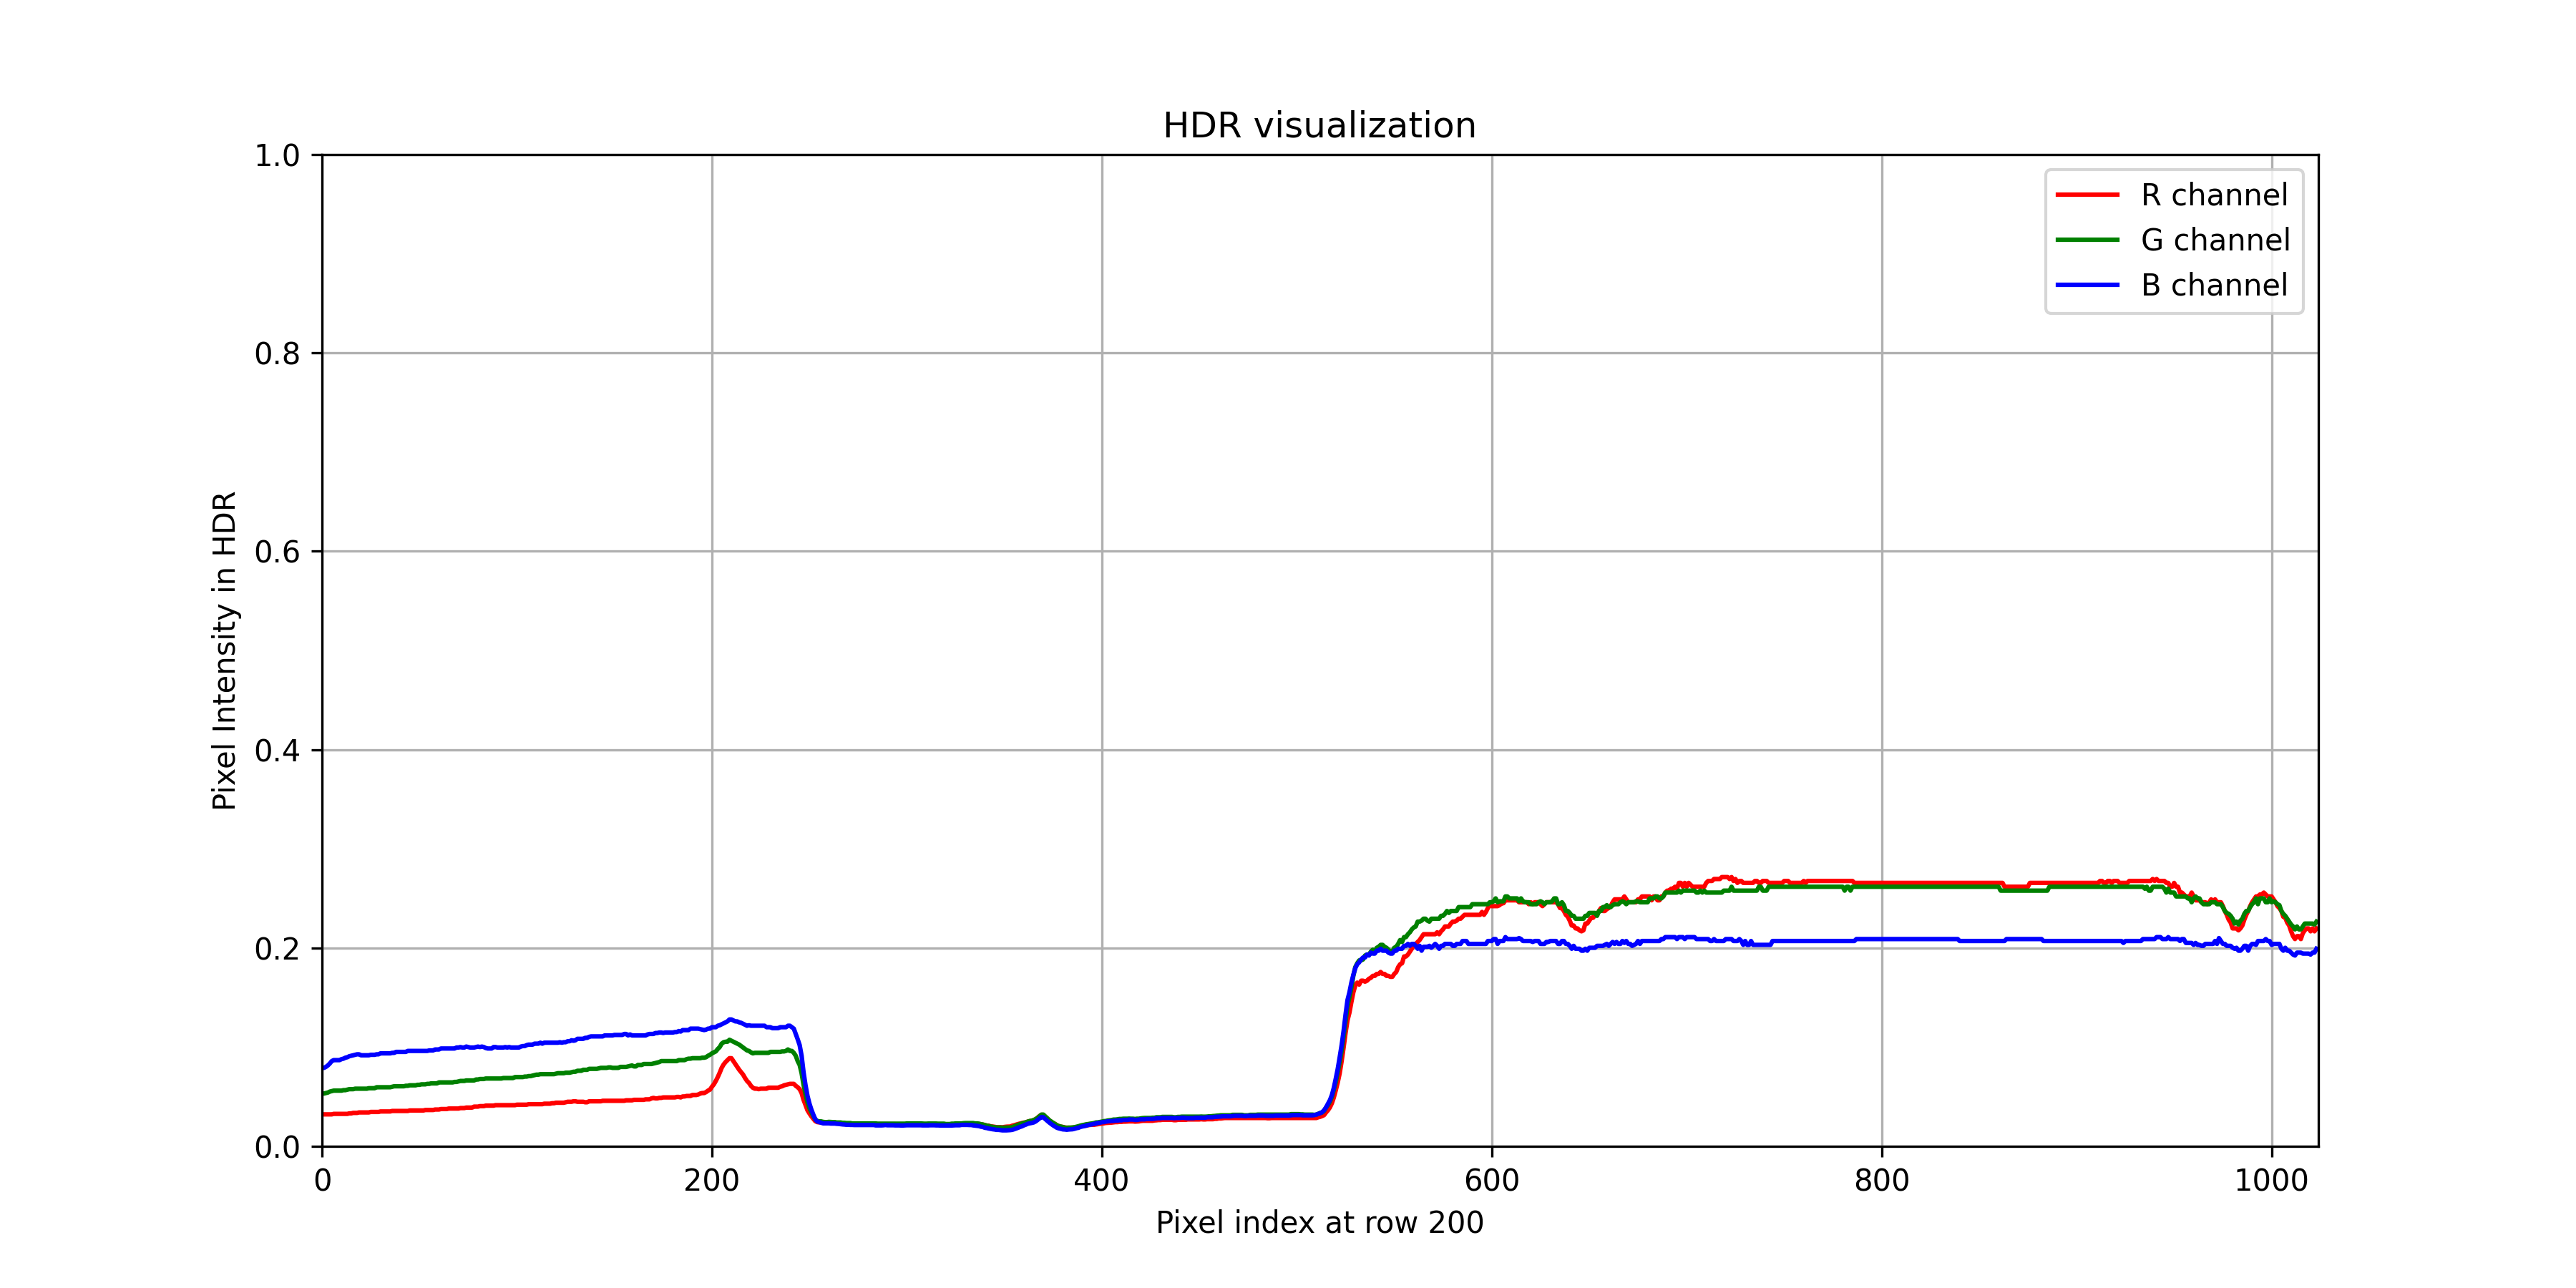 HDR visualization
1.0
0.8
0.6
0.4
0.2
0.0
Pixel Intensity in HDR
R channel
G channel
B channel
0 200 400 600 800 1000
Pixel index at row 200